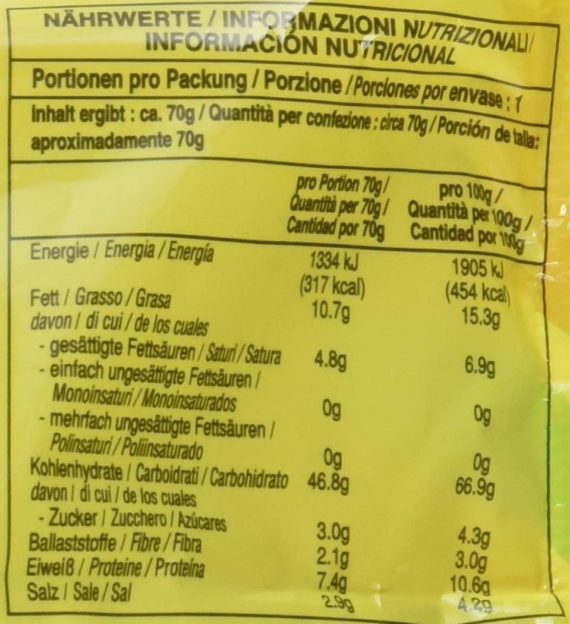 NÄHRWERTE / INFORMAZIONI NUTRIZIONALI /
INFORMACIÓN NUTRICIONAL
Portionen pro Packung / Porzione / Porciones por envase : 1
Inhalt ergibt : ca. 70g / Quantità per confezione : circa 70g / Porción de talla:
aproximadamente 70g
pro Portion 70g / pro 100g /
Quantità per 70g / Quantità per 100g /
Cantidad por 70g Cantidad por 100g
Energie / Energia / Energía 1334 kJ 1905 kJ
(317 kcal) (454 kcal)
Fett / Grasso / Grasa 10.7g 15.3g
davon / di cui / de los cuales
- gesättigte Fettsäuren / Saturi / Satura 4.8g 6.9g
- einfach ungesättigte Fettsäuren /
Monoinsaturi / Monoinsaturados 0g 0g
- mehrfach ungesättigte Fettsäuren /
Polinsaturi / Poliinsaturado 0g 0g
Kohlenhydrate / Carboidrati / Carbohidrato 46.8g 66.9g
davon / di cui / de los cuales
- Zucker / Zucchero / Azúcares 3.0g 4.3g
Ballaststoffe / Fibre / Fibra 2.1g 3.0g
Eiweiß / Proteine / Proteína 7.4g 10.6g
Salz / Sale / Sal 2.9g 4.2g